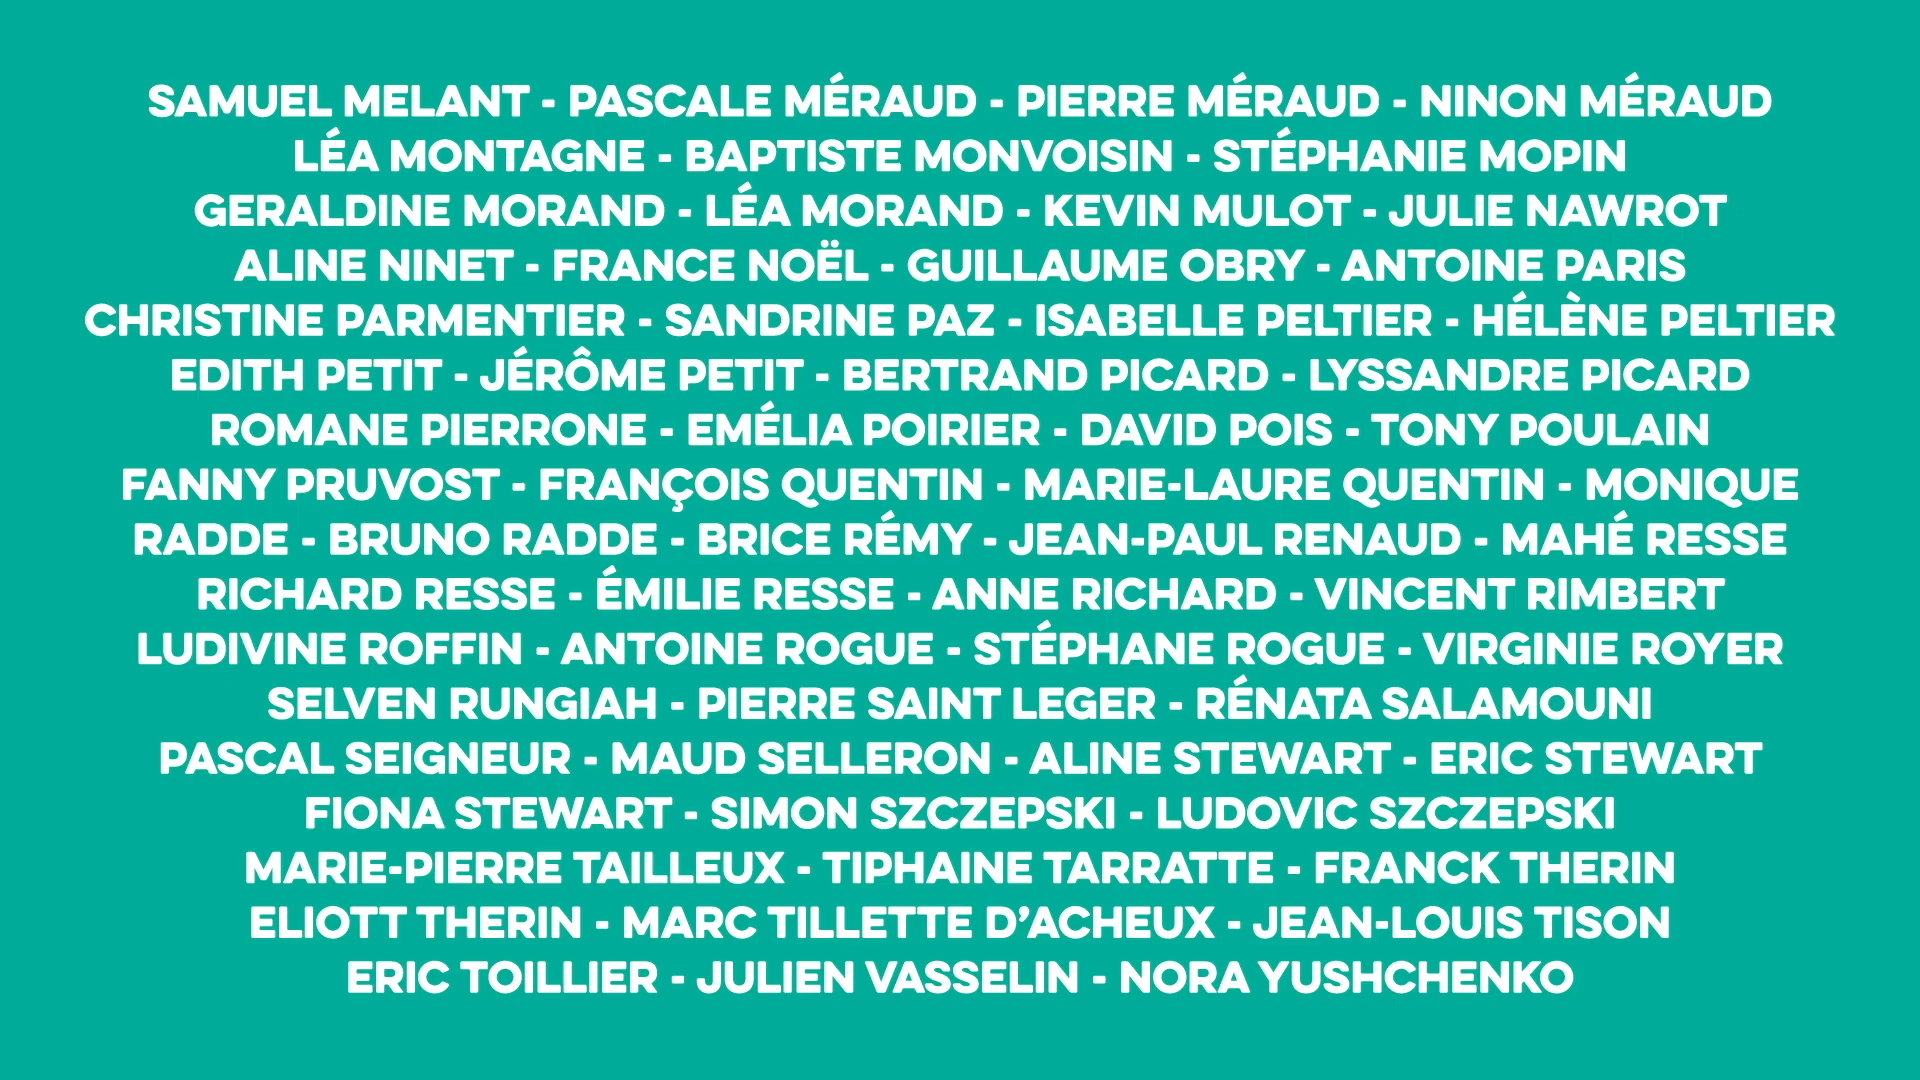 SAMUEL MELANT - PASCALE MÉRAUD - PIERRE MÉRAUD - NINON MÉRAUD
LÉA MONTAGNE - BAPTISTE MONVOISIN - STÉPHANIE MOPIN
GERALDINE MORAND - LÉA MORAND - KEVIN MULOT - JULIE NAWROT
ALINE NINET - FRANCE NOËL - GUILLAUME OBRY - ANTOINE PARIS
CHRISTINE PARMENTIER - SANDRINE PAZ - ISABELLE PELTIER - HÉLÈNE PELTIER
EDITH PETIT - JÉRÔME PETIT - BERTRAND PICARD - LYSSANDRE PICARD
ROMANE PIERRONE - EMÉLIA POIRIER - DAVID POIS - TONY POULAIN
FANNY PRUVOST - FRANÇOIS QUENTIN - MARIE-LAURE QUENTIN - MONIQUE
RADDE - BRUNO RADDE - BRICE RÉMY - JEAN-PAUL RENAUD - MAHÉ RESSE
RICHARD RESSE - ÉMILIE RESSE - ANNE RICHARD - VINCENT RIMBERT
LUDIVINE ROFFIN - ANTOINE ROGUE - STÉPHANE ROGUE - VIRGINIE ROYER
SELVEN RUNGIAH - PIERRE SAINT LEGER - RÉNATA SALAMOUNI
PASCAL SEIGNEUR - MAUD SELLERON - ALINE STEWART - ERIC STEWART
FIONA STEWART - SIMON SZCZEPSKI - LUDOVIC SZCZEPSKI
MARIE-PIERRE TAILLEUX - TIPHAINE TARRATTE - FRANCK THERIN
ELIOTT THERIN - MARC TILLETTE D’ACHEUX - JEAN-LOUIS TISON
ERIC TOILLIER - JULIEN VASSELIN - NORA YUSHCHENKO